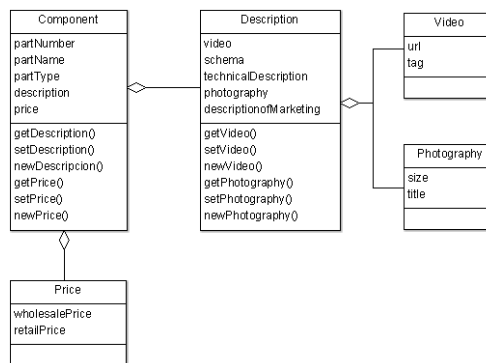 Component
partNumber
partName
partType
description
price
getDescription()
setDescription()
newDescripcion()
getPrice()
setPrice()
newPrice()
Description
video
schema
technicalDescription
photography
descriptionofMarketing
getVideo()
setVideo()
newVideo()
getPhotography()
setPhotography()
newPhotography()
Video
url
tag
Photography
size
title
Price
wholesalePrice
retailPrice